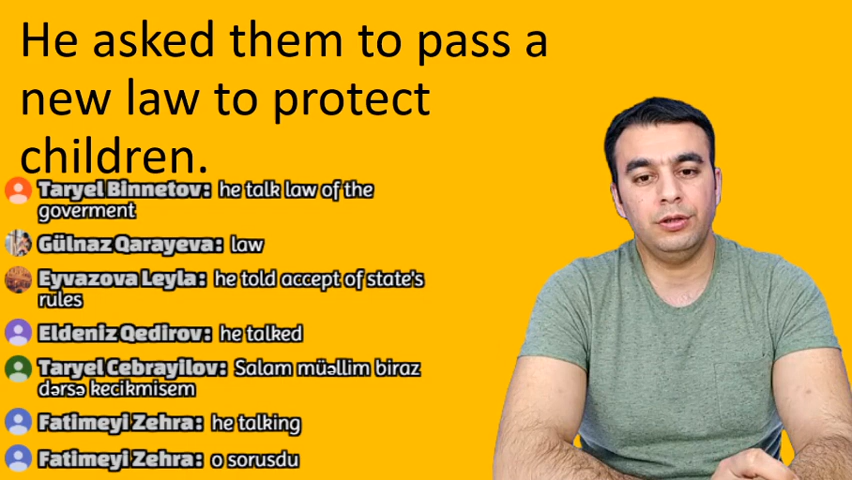 He asked them to pass a
new law to protect
children.
Taryel Binnetov: he talk law of the
goverment
Gülnaz Qarayeva: law
Eyvazova Leyla: he told accept of state's
rules
Eldeniz Qedirov: he talked
Taryel Cebrayilov: Salam müəllim biraz
dərsə kecikmisem
Fatimeyi Zehra: he talking
Fatimeyi Zehra: o sorusdu